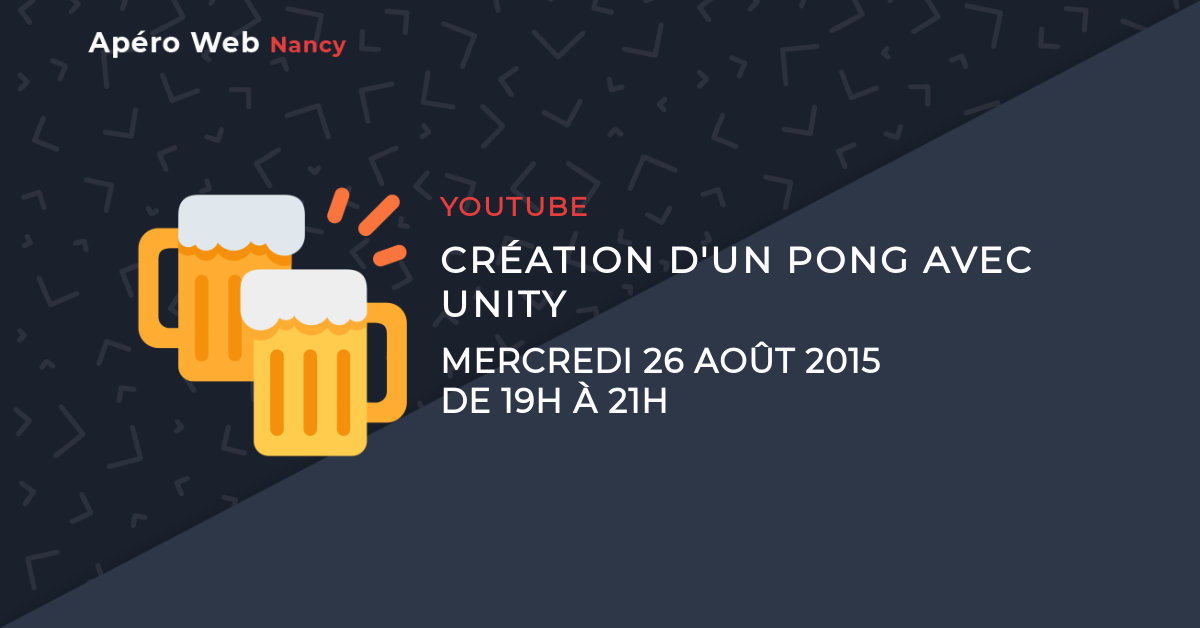 Apéro Web Nancy
YOUTUBE
CRÉATION D'UN PONG AVEC
UNITY
MERCREDI 26 AOÛT 2015
DE 19H À 21H